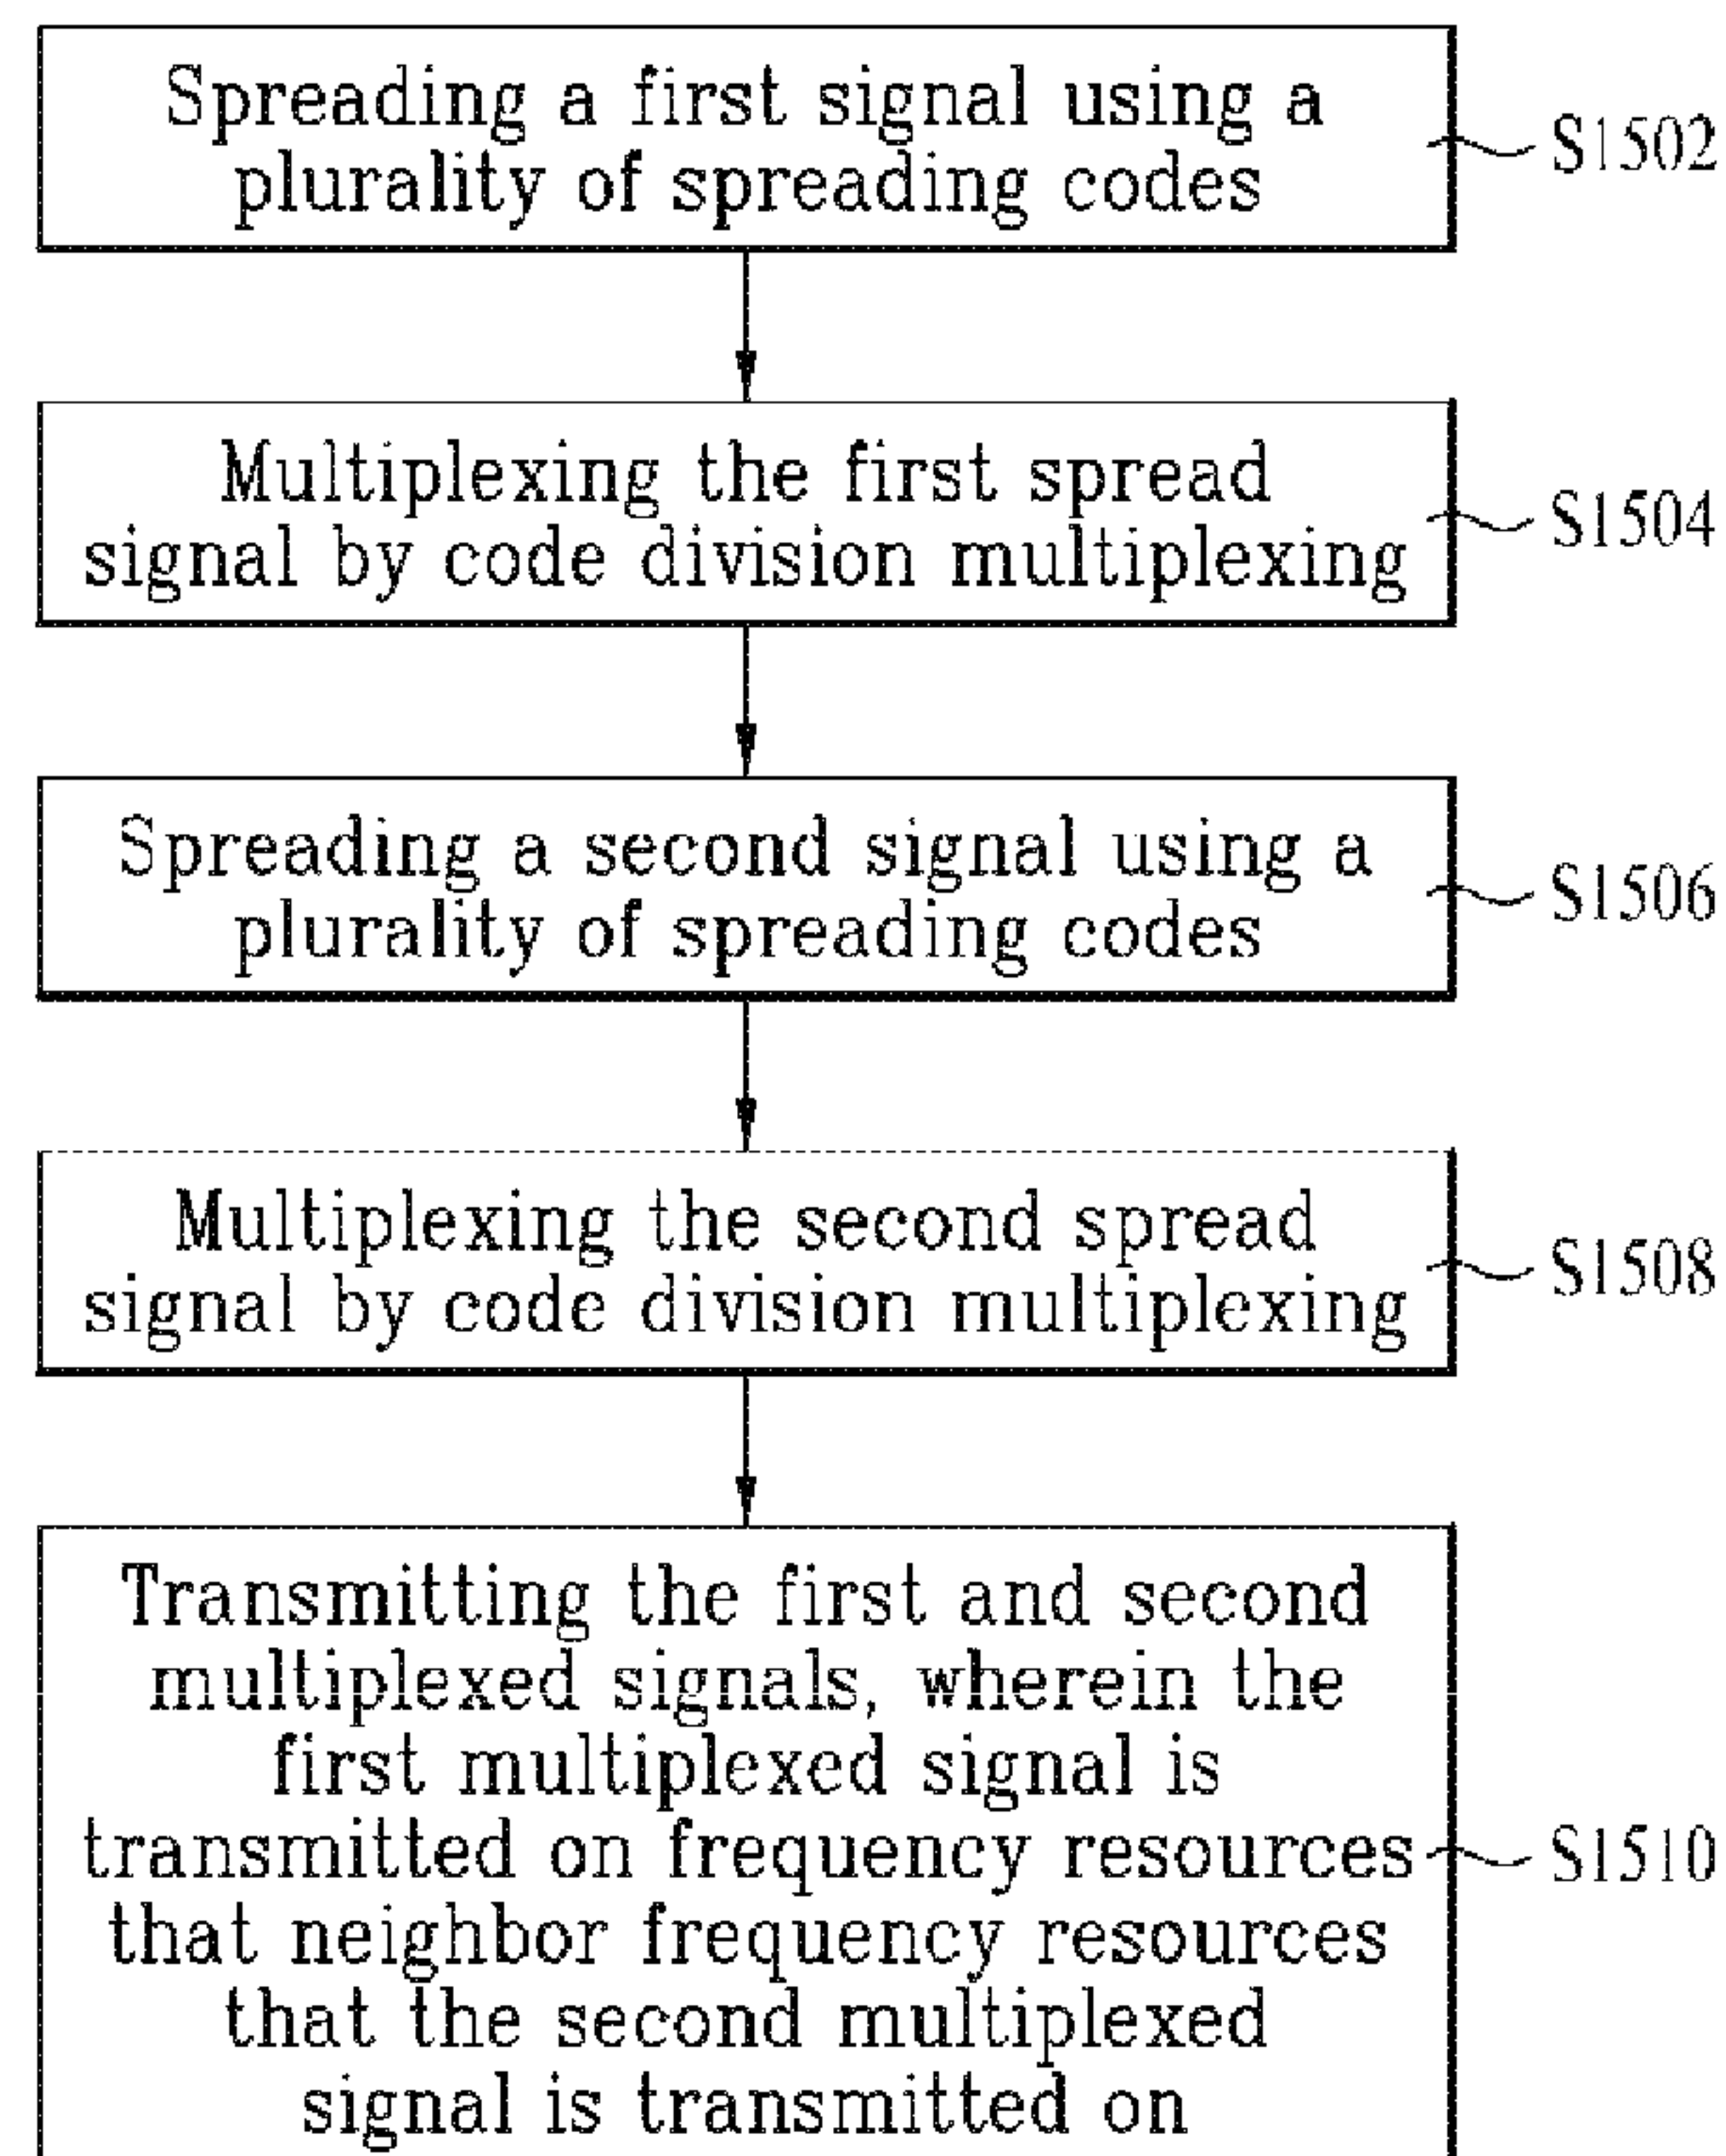 Spreading a first signal using a
plurality of spreading codes
S1502
Multiplexing the first spread
signal by code division multiplexing
S1504
Spreading a second signal using a
plurality of spreading codes
S1506
Multiplexing the second spread
signal by code division multiplexing
S1508
Transmitting the first and second
multiplexed signals, wherein the
first multiplexed signal is
transmitted on frequency resources
that neighbor frequency resources
that the second multiplexed
signal is transmitted on
S1510